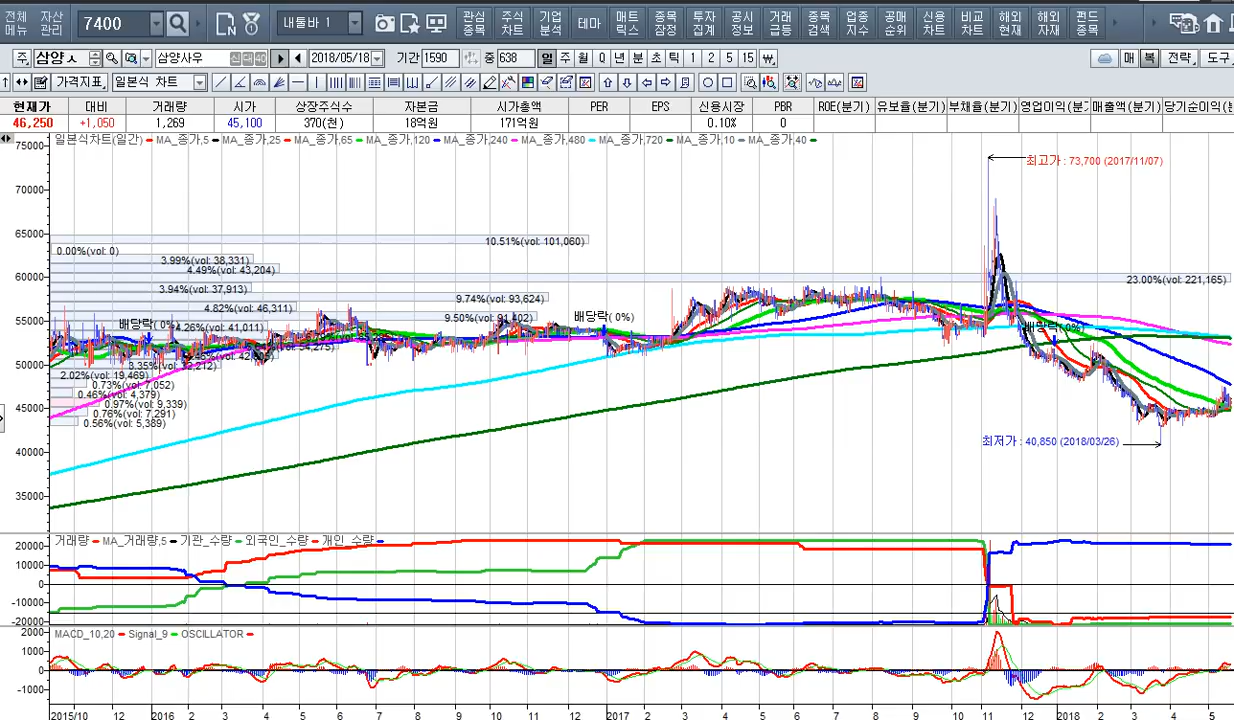 전체 자산 7400 내툴바 1 관심 주식 기업 테마 매트 종목 투자 공시 거래 종목 업종 공매 신용 비교 해외 해외 펀드
메뉴 관리 종목 차트 분석 릭스 잠정 집계 정보 급등 검색 지수 순위 차트 차트 현재 자재 종목
주 삼양사 삼양사우 신 대 40 2018/05/18 기간 1590 중 638 일 주 월 Q 년 분 초 틱 1 2 5 15 ₩ 매 복 전략 도구
가격지표 일본식 차트
현재가 대비 거래량 시가 상장주식수 자본금 시가총액 PER EPS 신용시장 PBR ROE(분기) 유보율(분기) 부채율(분기) 영업이익(분기 매출액(분기) 당기순이익(분
46,250 +1,050 1,269 45,100 370(천) 18억원 171억원 0.10% 0
일본식차트(일간) MA_종가,5 MA_종가,25 MA_종가,65 MA_종가,120 MA_종가,240 MA_종가,480 MA_종가,720 MA_종가,10 MA_종가,40
75000
최고가 : 73,700 (2017/11/07)
70000
65000
10.51%(vol: 101,060)
0.00%(vol: 0)
3.99%(vol: 38,331)
4.49%(vol: 43,204)
60000
23.00%(vol: 221,165)
3.94%(vol: 37,913)
9.74%(vol: 93,624)
4.82%(vol: 46,311)
9.50%(vol: 91,402)
배당락( 0%)
55000
배당락( 0%)
4.26%(vol: 41,011)
배당락( 0%)
50000
2.02%(vol: 19,469)
0.73%(vol: 7,052)
0.46%(vol: 4,379)
0.97%(vol: 9,339)
45000
0.76%(vol: 7,291)
0.56%(vol: 5,389)
최저가 : 40,850 (2018/03/26)
40000
35000
거래량 MA_거래량,5 기관_수량 외국인_수량 개인_수량
20000
10000
0
-10000
-20000
MACD_10,20 Signal_9 OSCILLATOR
2000
1000
0
-1000
2015/10 12 2016 2 3 4 5 6 7 8 9 10 11 12 2017 2 3 4 5 6 7 8 9 10 11 12 2018 2 3 4 5